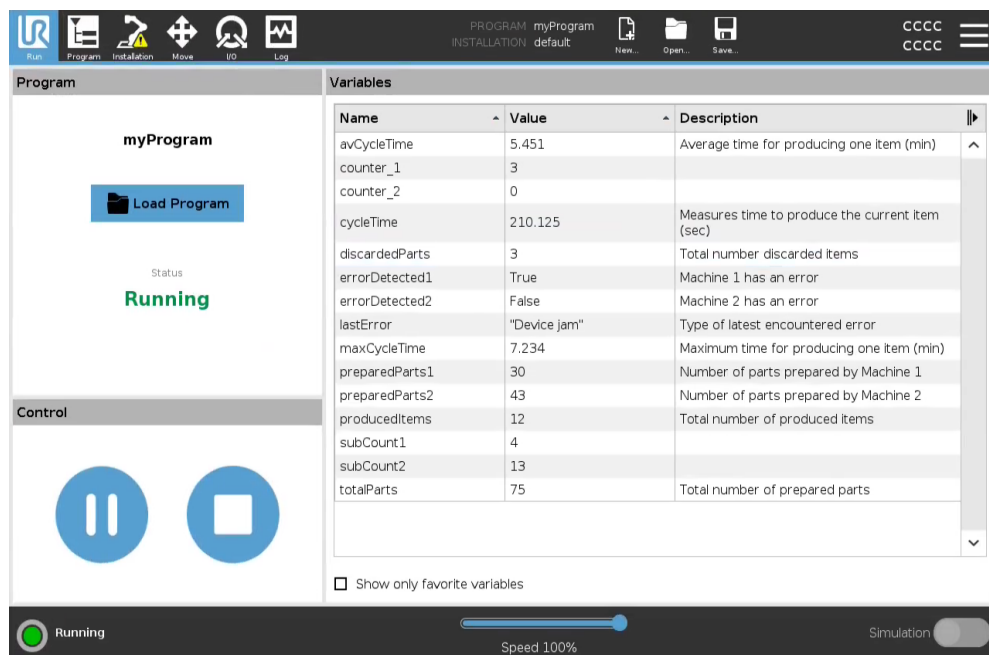 UR
PROGRAM myProgram
INSTALLATION default
CCCC
CCCC
Run Program Installation Move I/O Log New... Open... Save...
Program
myProgram
Load Program
Status
Running
Control
Variables
Name Value Description
avCycleTime 5.451 Average time for producing one item (min)
counter_1 3
counter_2 0
cycleTime 210.125 Measures time to produce the current item
(sec)
discardedParts 3 Total number discarded items
errorDetected1 True Machine 1 has an error
errorDetected2 False Machine 2 has an error
lastError "Device jam" Type of latest encountered error
maxCycleTime 7.234 Maximum time for producing one item (min)
preparedParts1 30 Number of parts prepared by Machine 1
preparedParts2 43 Number of parts prepared by Machine 2
producedItems 12 Total number of produced items
subCount1 4
subCount2 13
totalParts 75 Total number of prepared parts
Show only favorite variables
Running
Speed 100%
Simulation